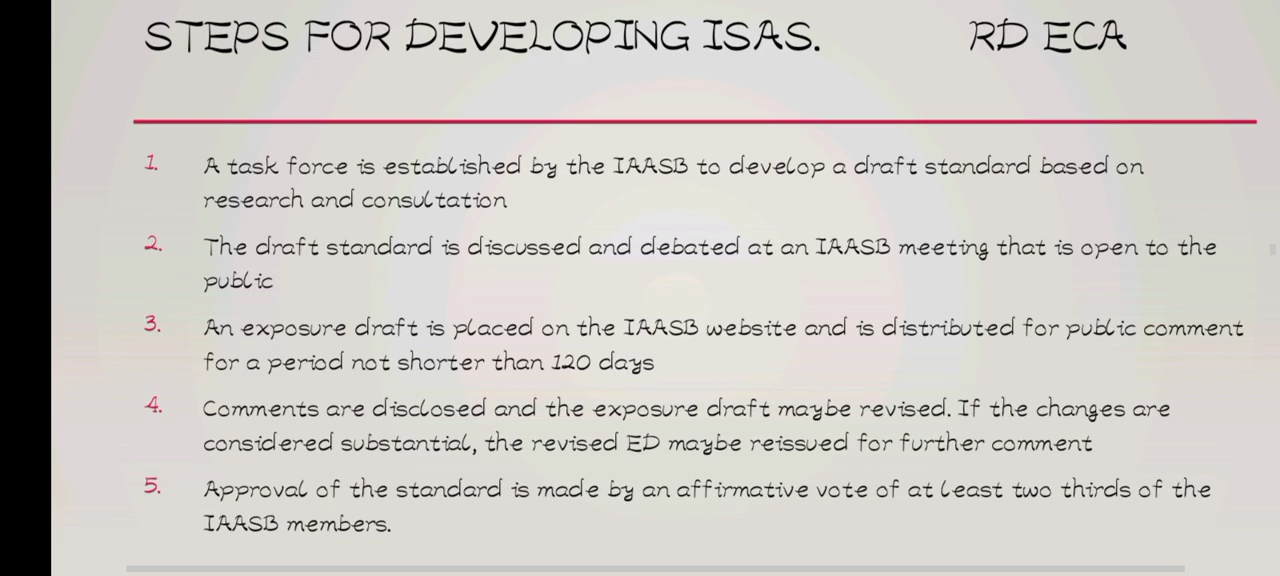 STEPS FOR DEVELOPING ISAS. RD ECA
1. A task force is established by the IAASB to develop a draft standard based on
research and consultation
2. The draft standard is discussed and debated at an IAASB meeting that is open to the
public
3. An exposure draft is placed on the IAASB website and is distributed for public comment
for a period not shorter than 120 days
4. Comments are disclosed and the exposure draft maybe revised. If the changes are
considered substantial, the revised ED maybe reissued for further comment
5. Approval of the standard is made by an affirmative vote of at least two thirds of the
IAASB members.